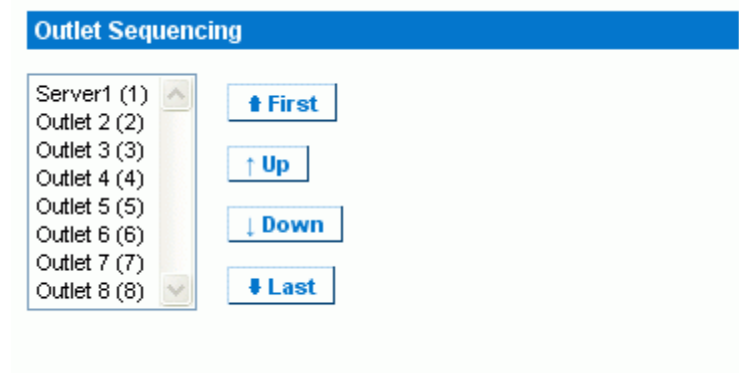 Outlet Sequencing
Server1 (1)
Outlet 2 (2)
Outlet 3 (3)
Outlet 4 (4)
Outlet 5 (5)
Outlet 6 (6)
Outlet 7 (7)
Outlet 8 (8)
First
Up
Down
Last